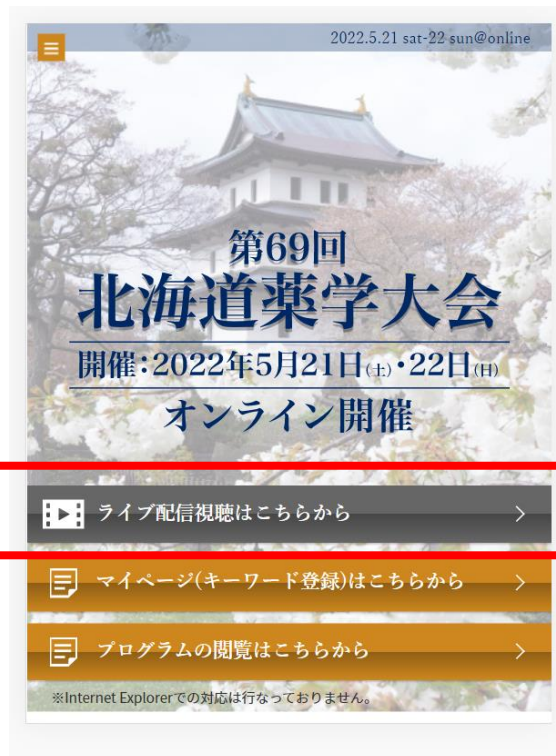 2022.5.21 sat-22 sun@online
第69回
北海道薬学大会
開催:2022年5月21日(土)・22日(日)
オンライン開催
ライブ配信視聴はこちらから
マイページ(キーワード登録)はこちらから
プログラムの閲覧はこちらから
※Internet Explorerでの対応は行なっておりません。